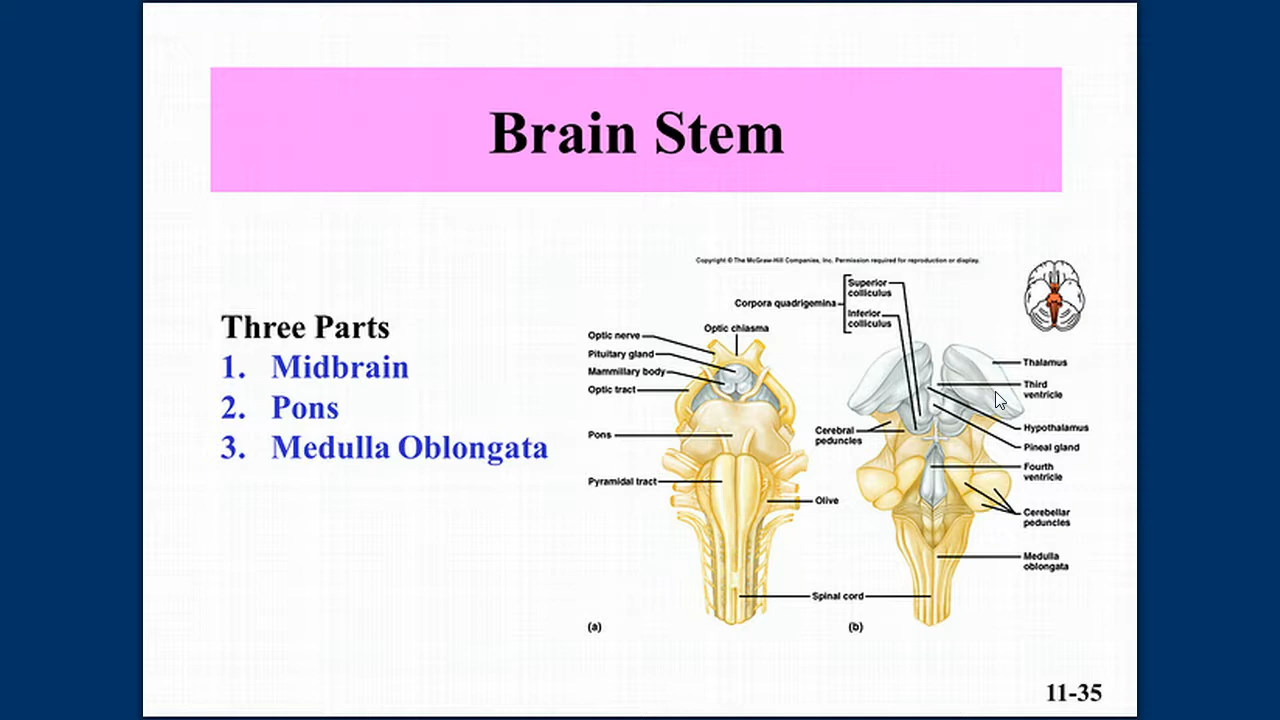 Brain Stem
Three Parts
1. Midbrain
2. Pons
3. Medulla Oblongata
Copyright © The McGraw-Hill Companies, Inc. Permission required for reproduction or display.
Optic nerve
Pituitary gland
Mammillary body
Optic tract
Pons
Pyramidal tract
Optic chiasma
Olive
Spinal cord
(a)
Corpora quadrigemina
Superior
colliculus
Inferior
colliculus
Cerebral
peduncles
Thalamus
Third
ventricle
Hypothalamus
Pineal gland
Fourth
ventricle
Cerebellar
peduncles
Medulla
oblongata
(b)
11-35